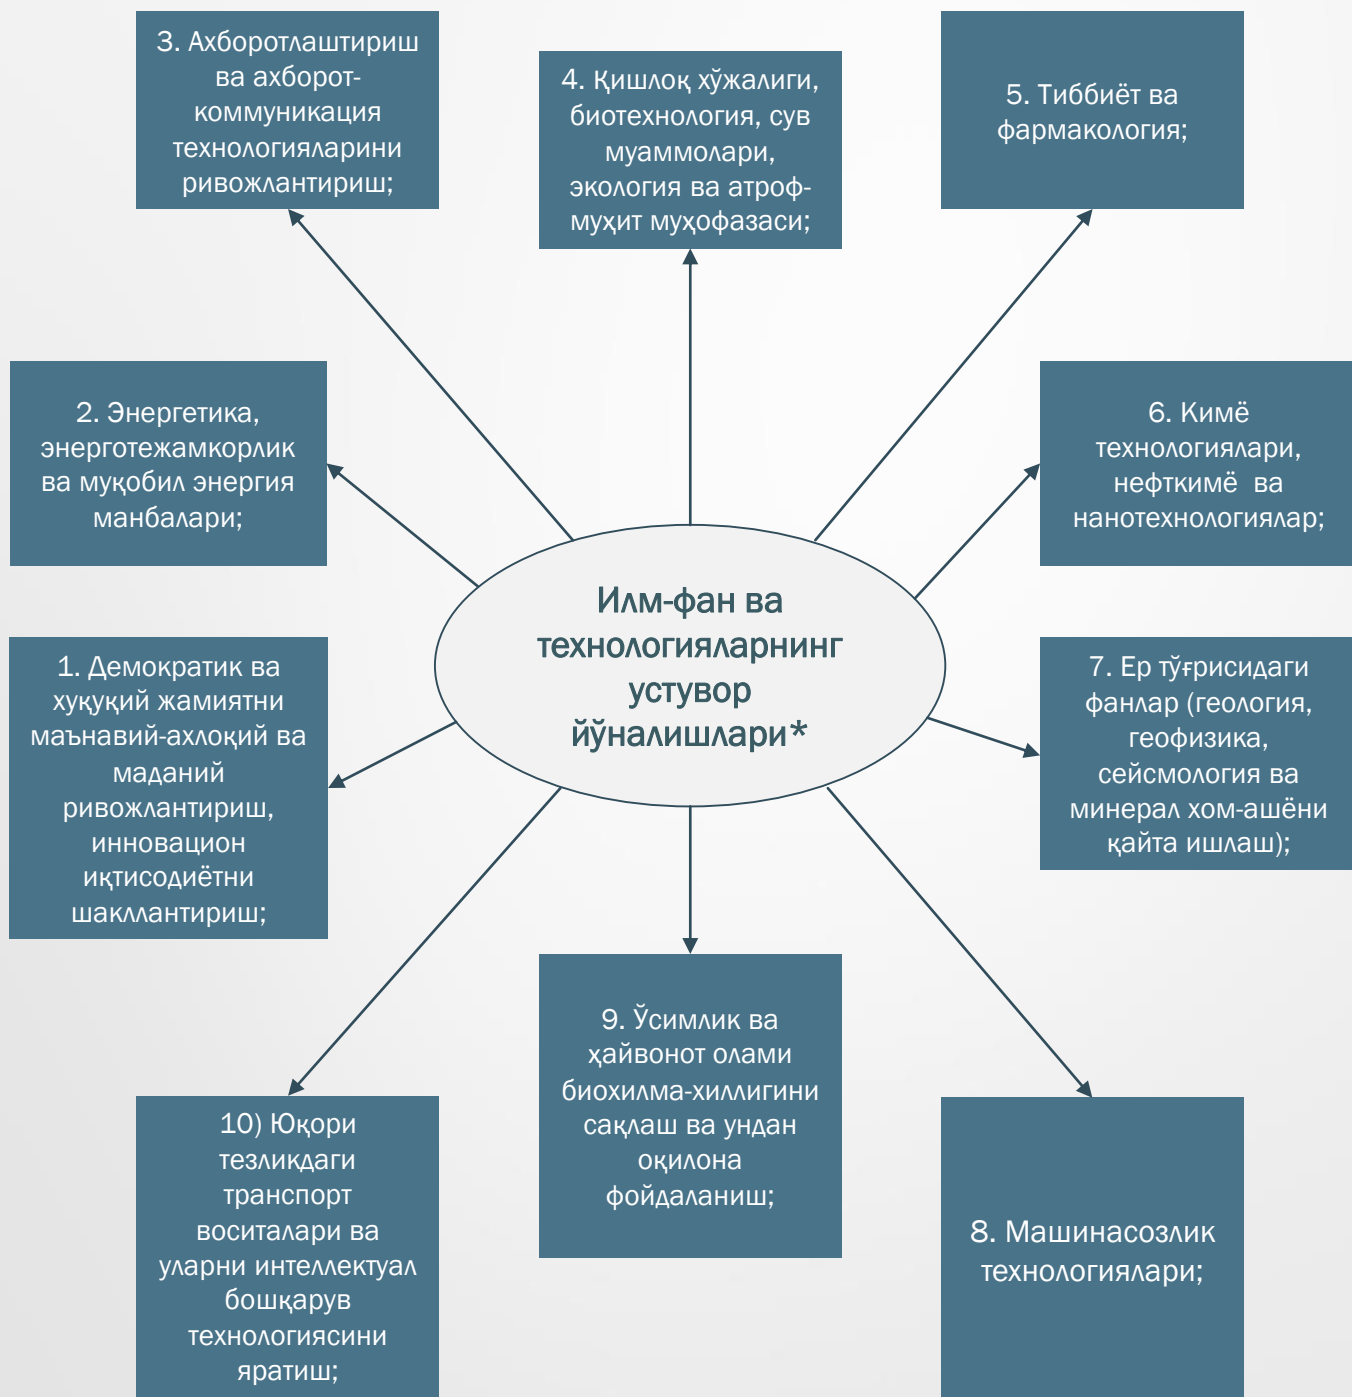 3. Ахборотлаштириш
ва ахборот-
коммуникация
технологияларини
ривожлантириш;
4. Қишлоқ хўжалиги,
биотехнология, сув
муаммолари,
экология ва атроф-
муҳит муҳофазаси;
5. Тиббиёт ва
фармакология;
2. Энергетика,
энерготежамкорлик
ва муқобил энергия
манбалари;
6. Кимё
технологиялари,
нефткимё ва
нанотехнологиялар;
Илм-фан ва
технологияларнинг
устувор
йўналишлари*
1. Демократик ва
хуқуқий жамиятни
маънавий-ахлоқий ва
маданий
ривожлантириш,
инновацион
иқтисодиётни
шакллантириш;
7. Ер тўғрисидаги
фанлар (геология,
геофизика,
сейсмология ва
минерал хом-ашёни
қайта ишлаш);
10) Юқори
тезликдаги
транспорт
воситалари ва
уларни интеллектуал
бошқарув
технологиясини
яратиш;
9. Ўсимлик ва
ҳайвонот олами
биохилма-хиллигини
сақлаш ва ундан
оқилона
фойдаланиш;
8. Машинасозлик
технологиялари;